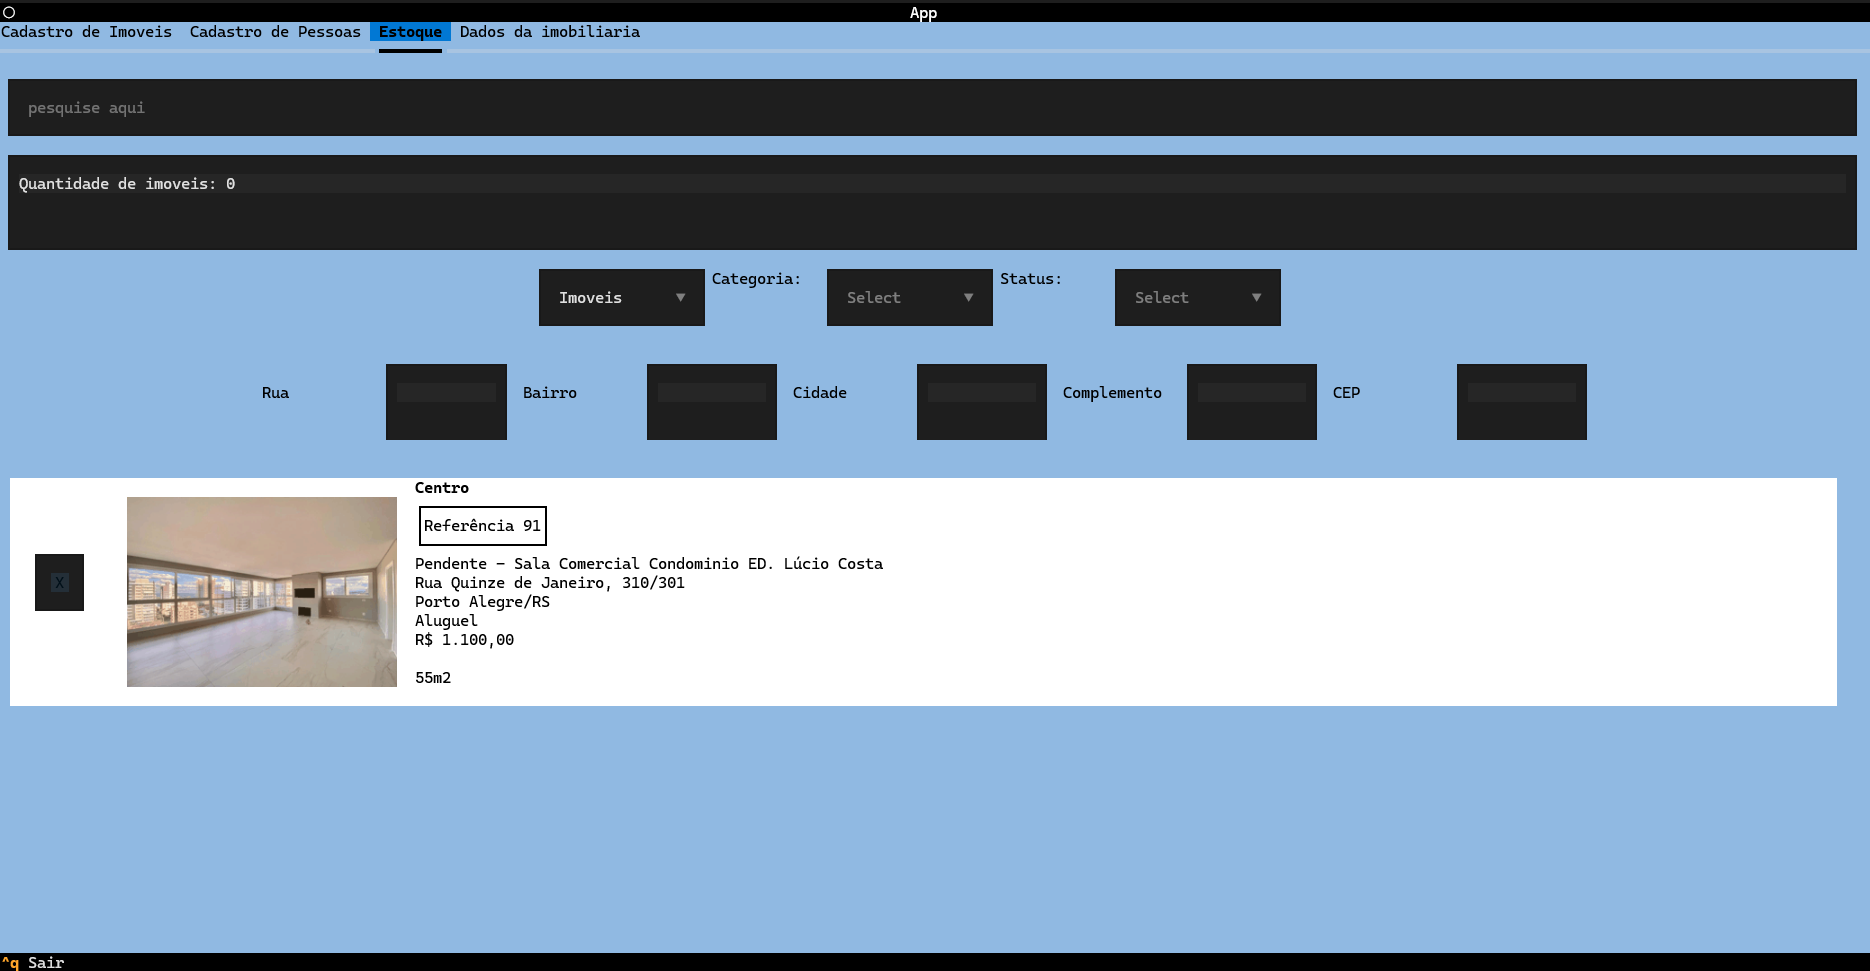 App
Cadastro de Imoveis Cadastro de Pessoas Estoque Dados da imobiliaria
pesquise aqui
Quantidade de imoveis: 0
Imoveis ▼ Categoria: Select ▼ Status: Select ▼
Rua Bairro Cidade Complemento CEP
Centro
Referência 91
X
Pendente - Sala Comercial Condominio ED. Lúcio Costa
Rua Quinze de Janeiro, 310/301
Porto Alegre/RS
Aluguel
R$ 1.100,00
55m2
^q Sair